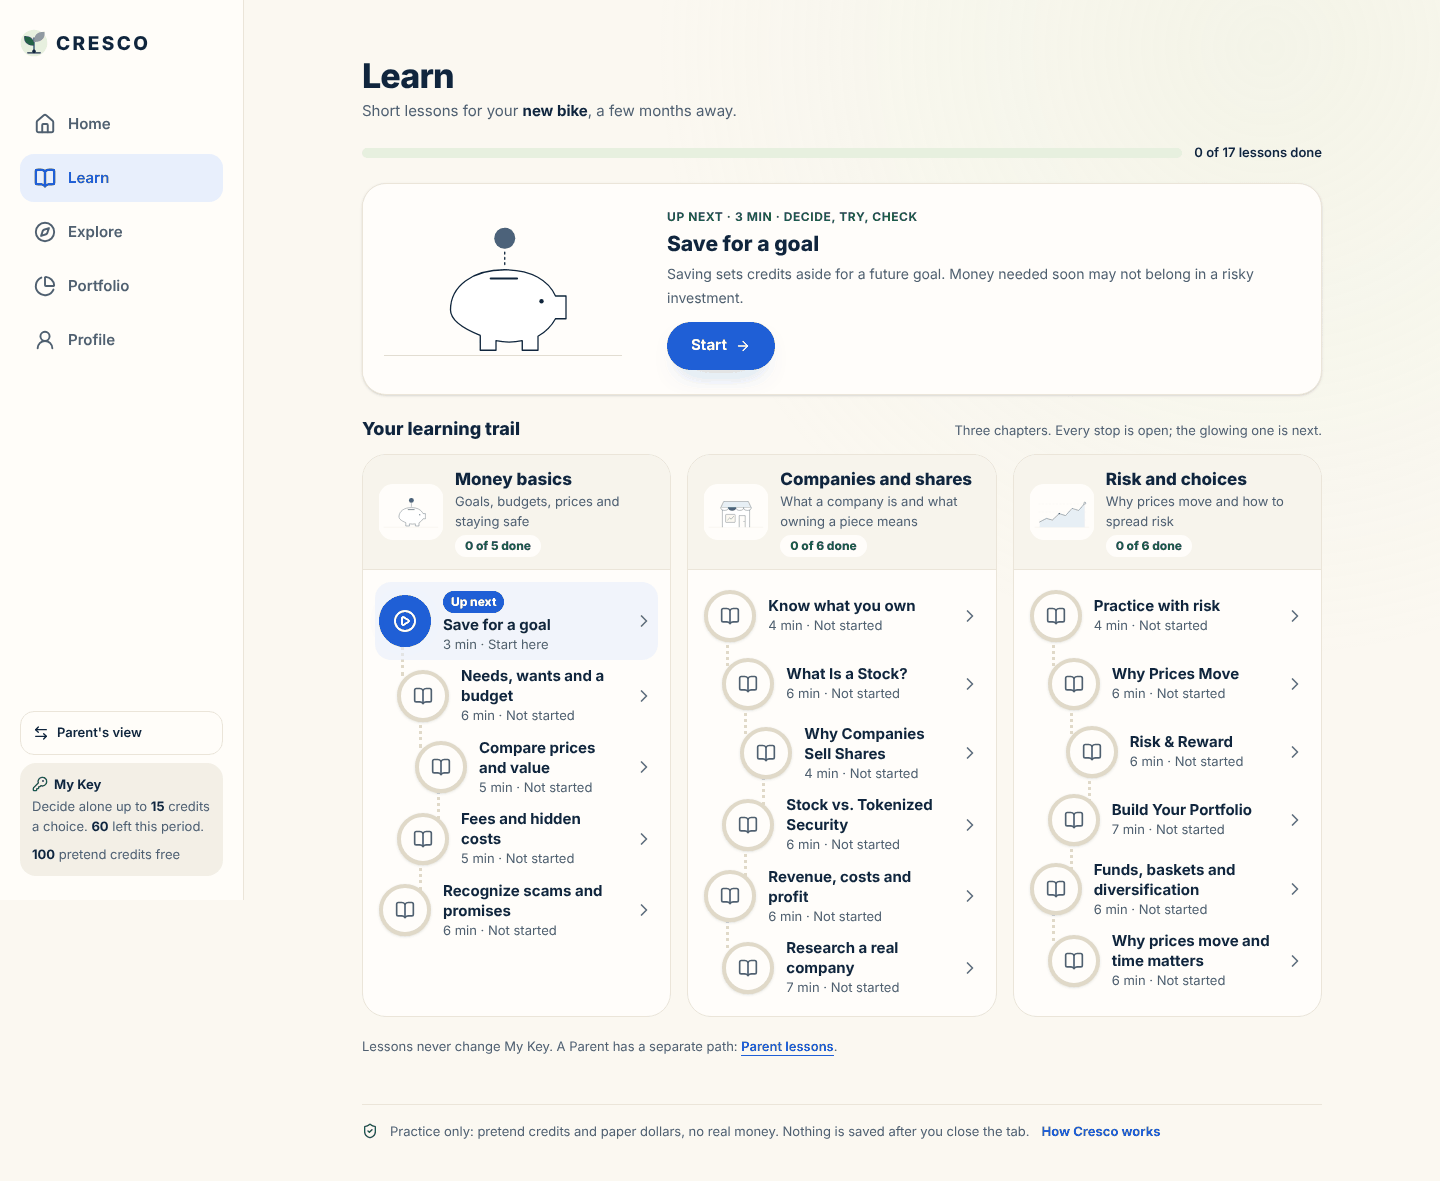 CRESCO
Home
Learn
Explore
Portfolio
Profile
Parent's view
My Key
Decide alone up to 15 credits
a choice. 60 left this period.
100 pretend credits free
Learn
Short lessons for your new bike, a few months away.
0 of 17 lessons done
UP NEXT · 3 MIN · DECIDE, TRY, CHECK
Save for a goal
Saving sets credits aside for a future goal. Money needed soon may not belong in a risky
investment.
Start
Your learning trail
Three chapters. Every stop is open; the glowing one is next.
Money basics
Goals, budgets, prices and
staying safe
0 of 5 done
Up next
Save for a goal
3 min · Start here
Needs, wants and a
budget
6 min · Not started
Compare prices
and value
5 min · Not started
Fees and hidden
costs
5 min · Not started
Recognize scams and
promises
6 min · Not started
Companies and shares
What a company is and what
owning a piece means
0 of 6 done
Know what you own
4 min · Not started
What Is a Stock?
6 min · Not started
Why Companies
Sell Shares
4 min · Not started
Stock vs. Tokenized
Security
6 min · Not started
Revenue, costs and
profit
6 min · Not started
Research a real
company
7 min · Not started
Risk and choices
Why prices move and how to
spread risk
0 of 6 done
Practice with risk
4 min · Not started
Why Prices Move
6 min · Not started
Risk & Reward
6 min · Not started
Build Your Portfolio
7 min · Not started
Funds, baskets and
diversification
6 min · Not started
Why prices move and
time matters
6 min · Not started
Lessons never change My Key. A Parent has a separate path: Parent lessons.
Practice only: pretend credits and paper dollars, no real money. Nothing is saved after you close the tab. How Cresco works